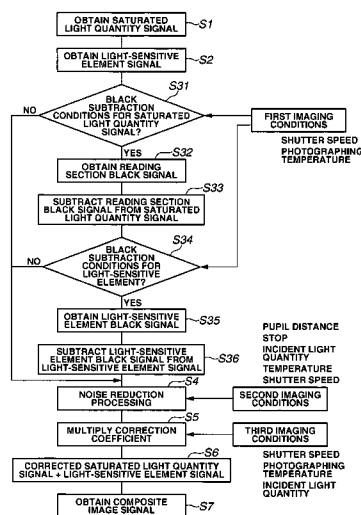 OBTAIN SATURATED
LIGHT QUANTITY SIGNAL
S1
OBTAIN LIGHT-SENSITIVE
ELEMENT SIGNAL
S2
S31
BLACK
SUBTRACTION
CONDITIONS FOR SATURATED
LIGHT QUANTITY
SIGNAL?
NO
YES
FIRST IMAGING
CONDITIONS
SHUTTER SPEED
PHOTOGRAPHING
TEMPERATURE
S32
OBTAIN READING
SECTION BLACK SIGNAL
S33
SUBTRACT READING SECTION
BLACK SIGNAL FROM SATURATED
LIGHT QUANTITY SIGNAL
S34
BLACK
SUBTRACTION
CONDITIONS FOR
LIGHT-SENSITIVE
ELEMENT?
NO
YES
OBTAIN LIGHT-SENSITIVE
ELEMENT BLACK SIGNAL
S35
SUBTRACT LIGHT-SENSITIVE
ELEMENT BLACK SIGNAL FROM
LIGHT-SENSITIVE ELEMENT SIGNAL
S36
PUPIL DISTANCE
STOP
INCIDENT LIGHT
QUANTITY
TEMPERATURE
SHUTTER SPEED
S4
NOISE REDUCTION
PROCESSING
SECOND IMAGING
CONDITIONS
S5
MULTIPLY CORRECTION
COEFFICIENT
THIRD IMAGING
CONDITIONS
S6
CORRECTED SATURATED LIGHT QUANTITY
SIGNAL + LIGHT-SENSITIVE ELEMENT SIGNAL
SHUTTER SPEED
PHOTOGRAPHING
TEMPERATURE
INCIDENT LIGHT
QUANTITY
OBTAIN COMPOSITE
IMAGE SIGNAL
S7